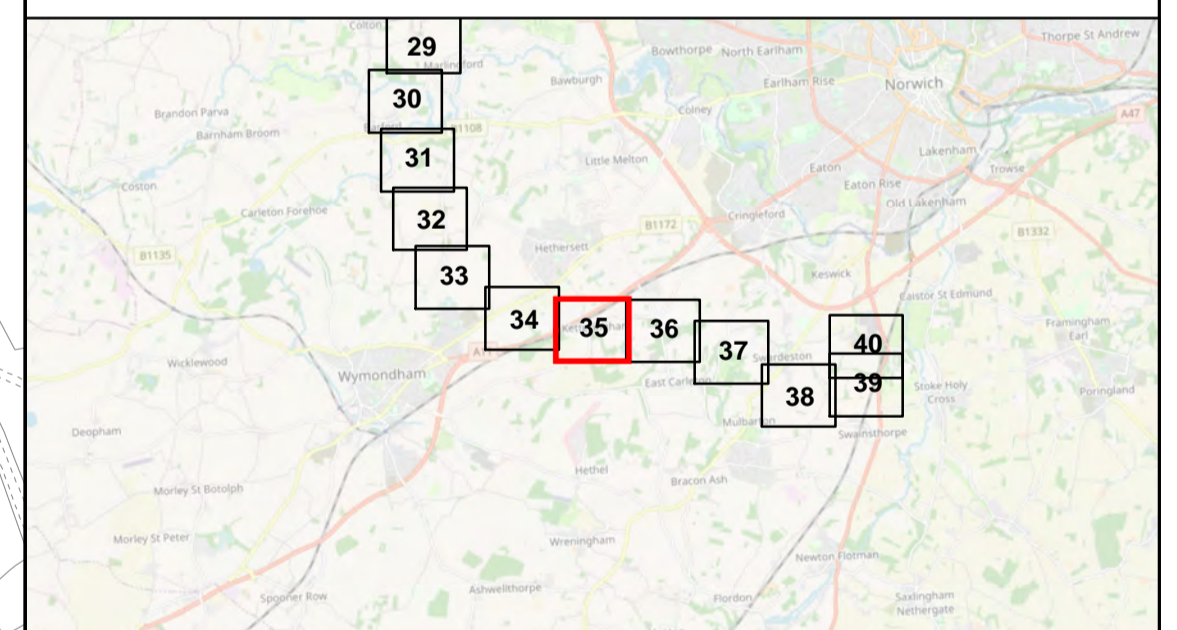 Colton
29
Marlingford
Thorpe St Andrew
Bowthorpe
North Earlham
Bawburgh
Earlham Rise
Norwich
30
Brandon Parva
Colney
A47
Barnham Broom
B1108
Lakenham
31
Little Melton
Eaton
Trowse
Coston
Eaton Rise
Old Lakenham
Carleton Forehoe
32
Cringleford
B1172
B1332
Hethersett
B1135
33
Keswick
Caistor St Edmund
34
35
36
Framingham
Earl
40
37
Swardeston
Wicklewood
Wymondham
East Carleton
39
Stoke Holy
Cross
Poringland
38
Mulbarton
Deopham
Swainsthorpe
Hethel
Bracon Ash
Morley St Botolph
Morley St Peter
Wreningham
Newton Flotman
Ashwellthorpe
Spooner Row
Flordon
Saxlingham
Nethergate